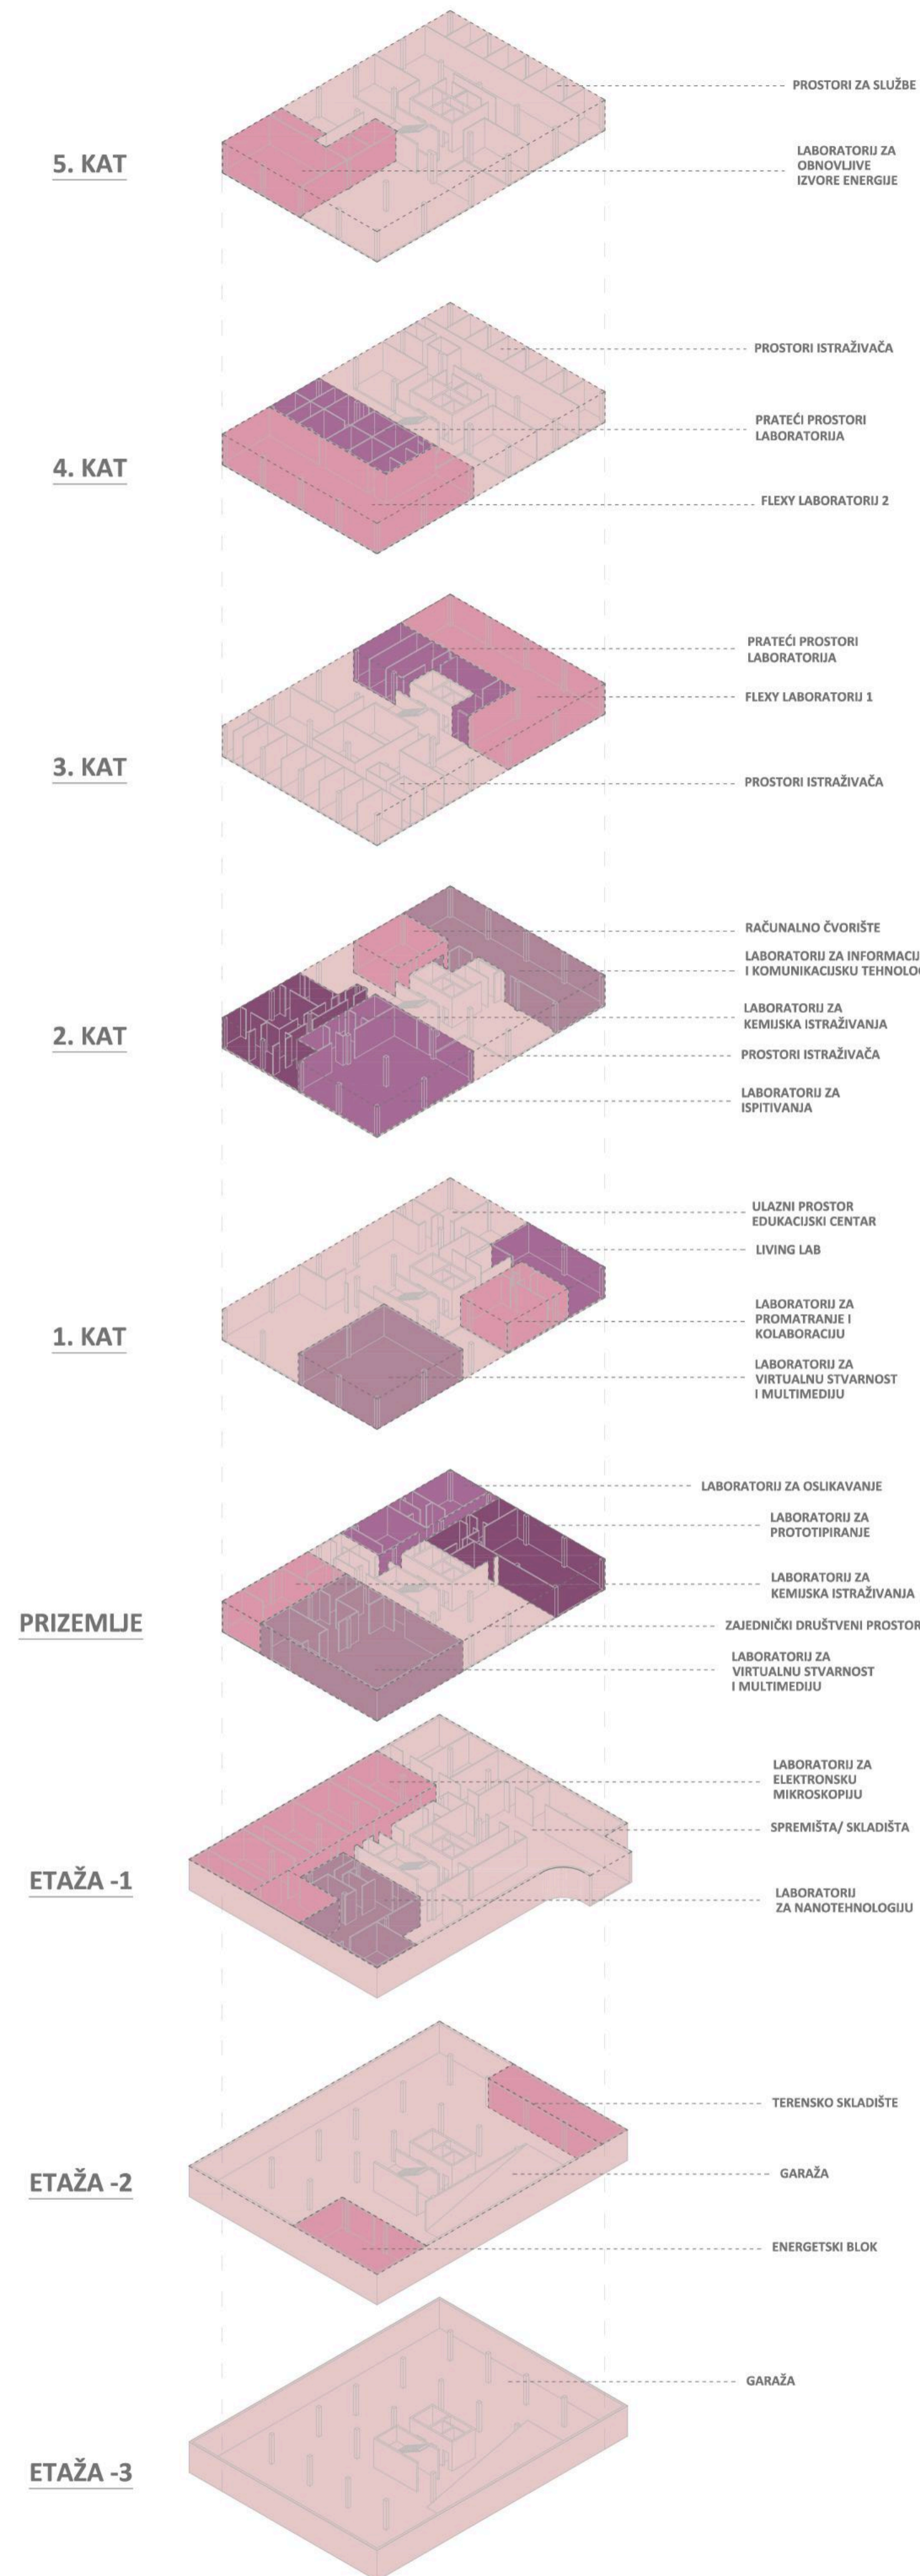 PROSTORI ZA SLUŽBE
5. KAT
LABORATORIJ ZA
OBNOVLJIVE
IZVORE ENERGIJE
PROSTORI ISTRAŽIVAČA
PRATEĆI PROSTORI
LABORATORIJA
4. KAT
FLEXY LABORATORIJ 2
PRATEĆI PROSTORI
LABORATORIJA
FLEXY LABORATORIJ 1
3. KAT
PROSTORI ISTRAŽIVAČA
RAČUNALNO ČVORIŠTE
LABORATORIJ ZA INFORMACIJ
I KOMUNIKACIJSKU TEHNOLOG
LABORATORIJ ZA
KEMIJSKA ISTRAŽIVANJA
2. KAT
PROSTORI ISTRAŽIVAČA
LABORATORIJ ZA
ISPITIVANJA
ULAZNI PROSTOR
EDUKACIJSKI CENTAR
LIVING LAB
LABORATORIJ ZA
PROMATRANJE I
KOLABORACIJU
1. KAT
LABORATORIJ ZA
VIRTUALNU STVARNOST
I MULTIMEDIJU
LABORATORIJ ZA OSLIKAVANJE
LABORATORIJ ZA
PROTOTIPIRANJE
LABORATORIJ ZA
KEMIJSKA ISTRAŽIVANJA
PRIZEMLJE
ZAJEDNIČKI DRUŠTVENI PROSTOR
LABORATORIJ ZA
VIRTUALNU STVARNOST
I MULTIMEDIJU
LABORATORIJ ZA
ELEKTRONSKU
MIKROSKOPIJU
SPREMIŠTA/ SKLADIŠTA
ETAŽA -1
LABORATORIJ
ZA NANOTEHNOLOGIJU
TERENSKO SKLADIŠTE
GARAŽA
ETAŽA -2
ENERGETSKI BLOK
GARAŽA
ETAŽA -3